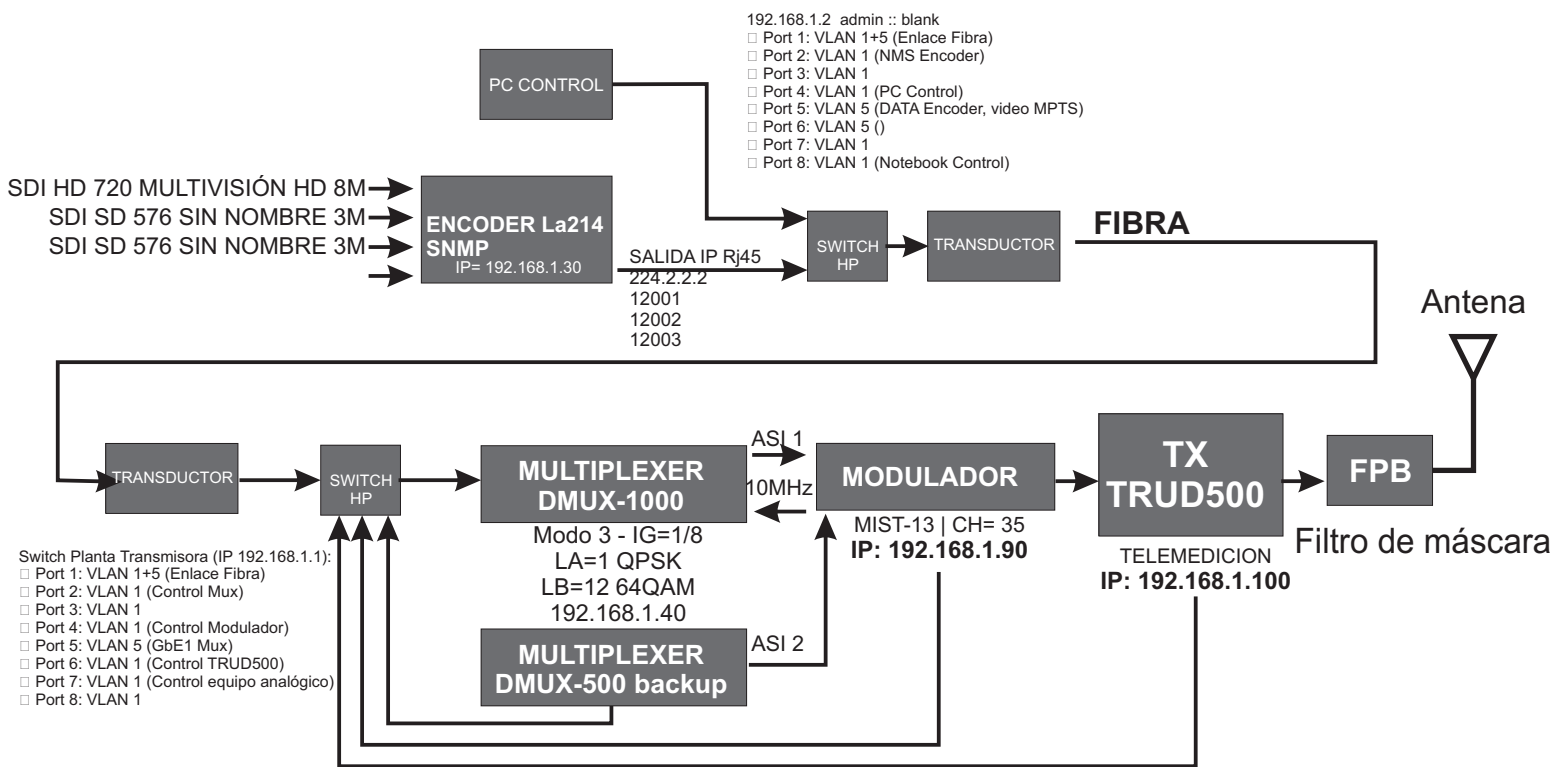 192.168.1.2 admin :: blank
□ Port 1: VLAN 1+5 (Enlace Fibra)
□ Port 2: VLAN 1 (NMS Encoder)
□ Port 3: VLAN 1
□ Port 4: VLAN 1 (PC Control)
□ Port 5: VLAN 5 (DATA Encoder, video MPTS)
□ Port 6: VLAN 5 ()
□ Port 7: VLAN 1
□ Port 8: VLAN 1 (Notebook Control)
PC CONTROL
SDI HD 720 MULTIVISIÓN HD 8M
SDI SD 576 SIN NOMBRE 3M
SDI SD 576 SIN NOMBRE 3M
ENCODER La214
SNMP
IP= 192.168.1.30
SALIDA IP Rj45
224.2.2.2
12001
12002
12003
SWITCH
HP
TRANSDUCTOR
FIBRA
Antena
TRANSDUCTOR
SWITCH
HP
MULTIPLEXER
DMUX-1000
ASI 1
10MHz
MODULADOR
TX
TRUD500
FPB
Modo 3 - IG=1/8
LA=1 QPSK
LB=12 64QAM
192.168.1.40
MIST-13 | CH= 35
IP: 192.168.1.90
TELEMEDICION
IP: 192.168.1.100
Filtro de máscara
Switch Planta Transmisora (IP 192.168.1.1):
□ Port 1: VLAN 1+5 (Enlace Fibra)
□ Port 2: VLAN 1 (Control Mux)
□ Port 3: VLAN 1
□ Port 4: VLAN 1 (Control Modulador)
□ Port 5: VLAN 5 (GbE1 Mux)
□ Port 6: VLAN 1 (Control TRUD500)
□ Port 7: VLAN 1 (Control equipo analógico)
□ Port 8: VLAN 1
MULTIPLEXER
DMUX-500 backup
ASI 2